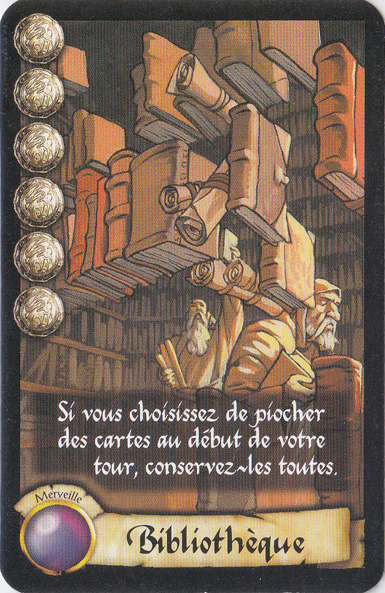 Si vous choisissez de piocher
des cartes au début de votre
tour, conservez-les toutes.
Merveille
Bibliothèque